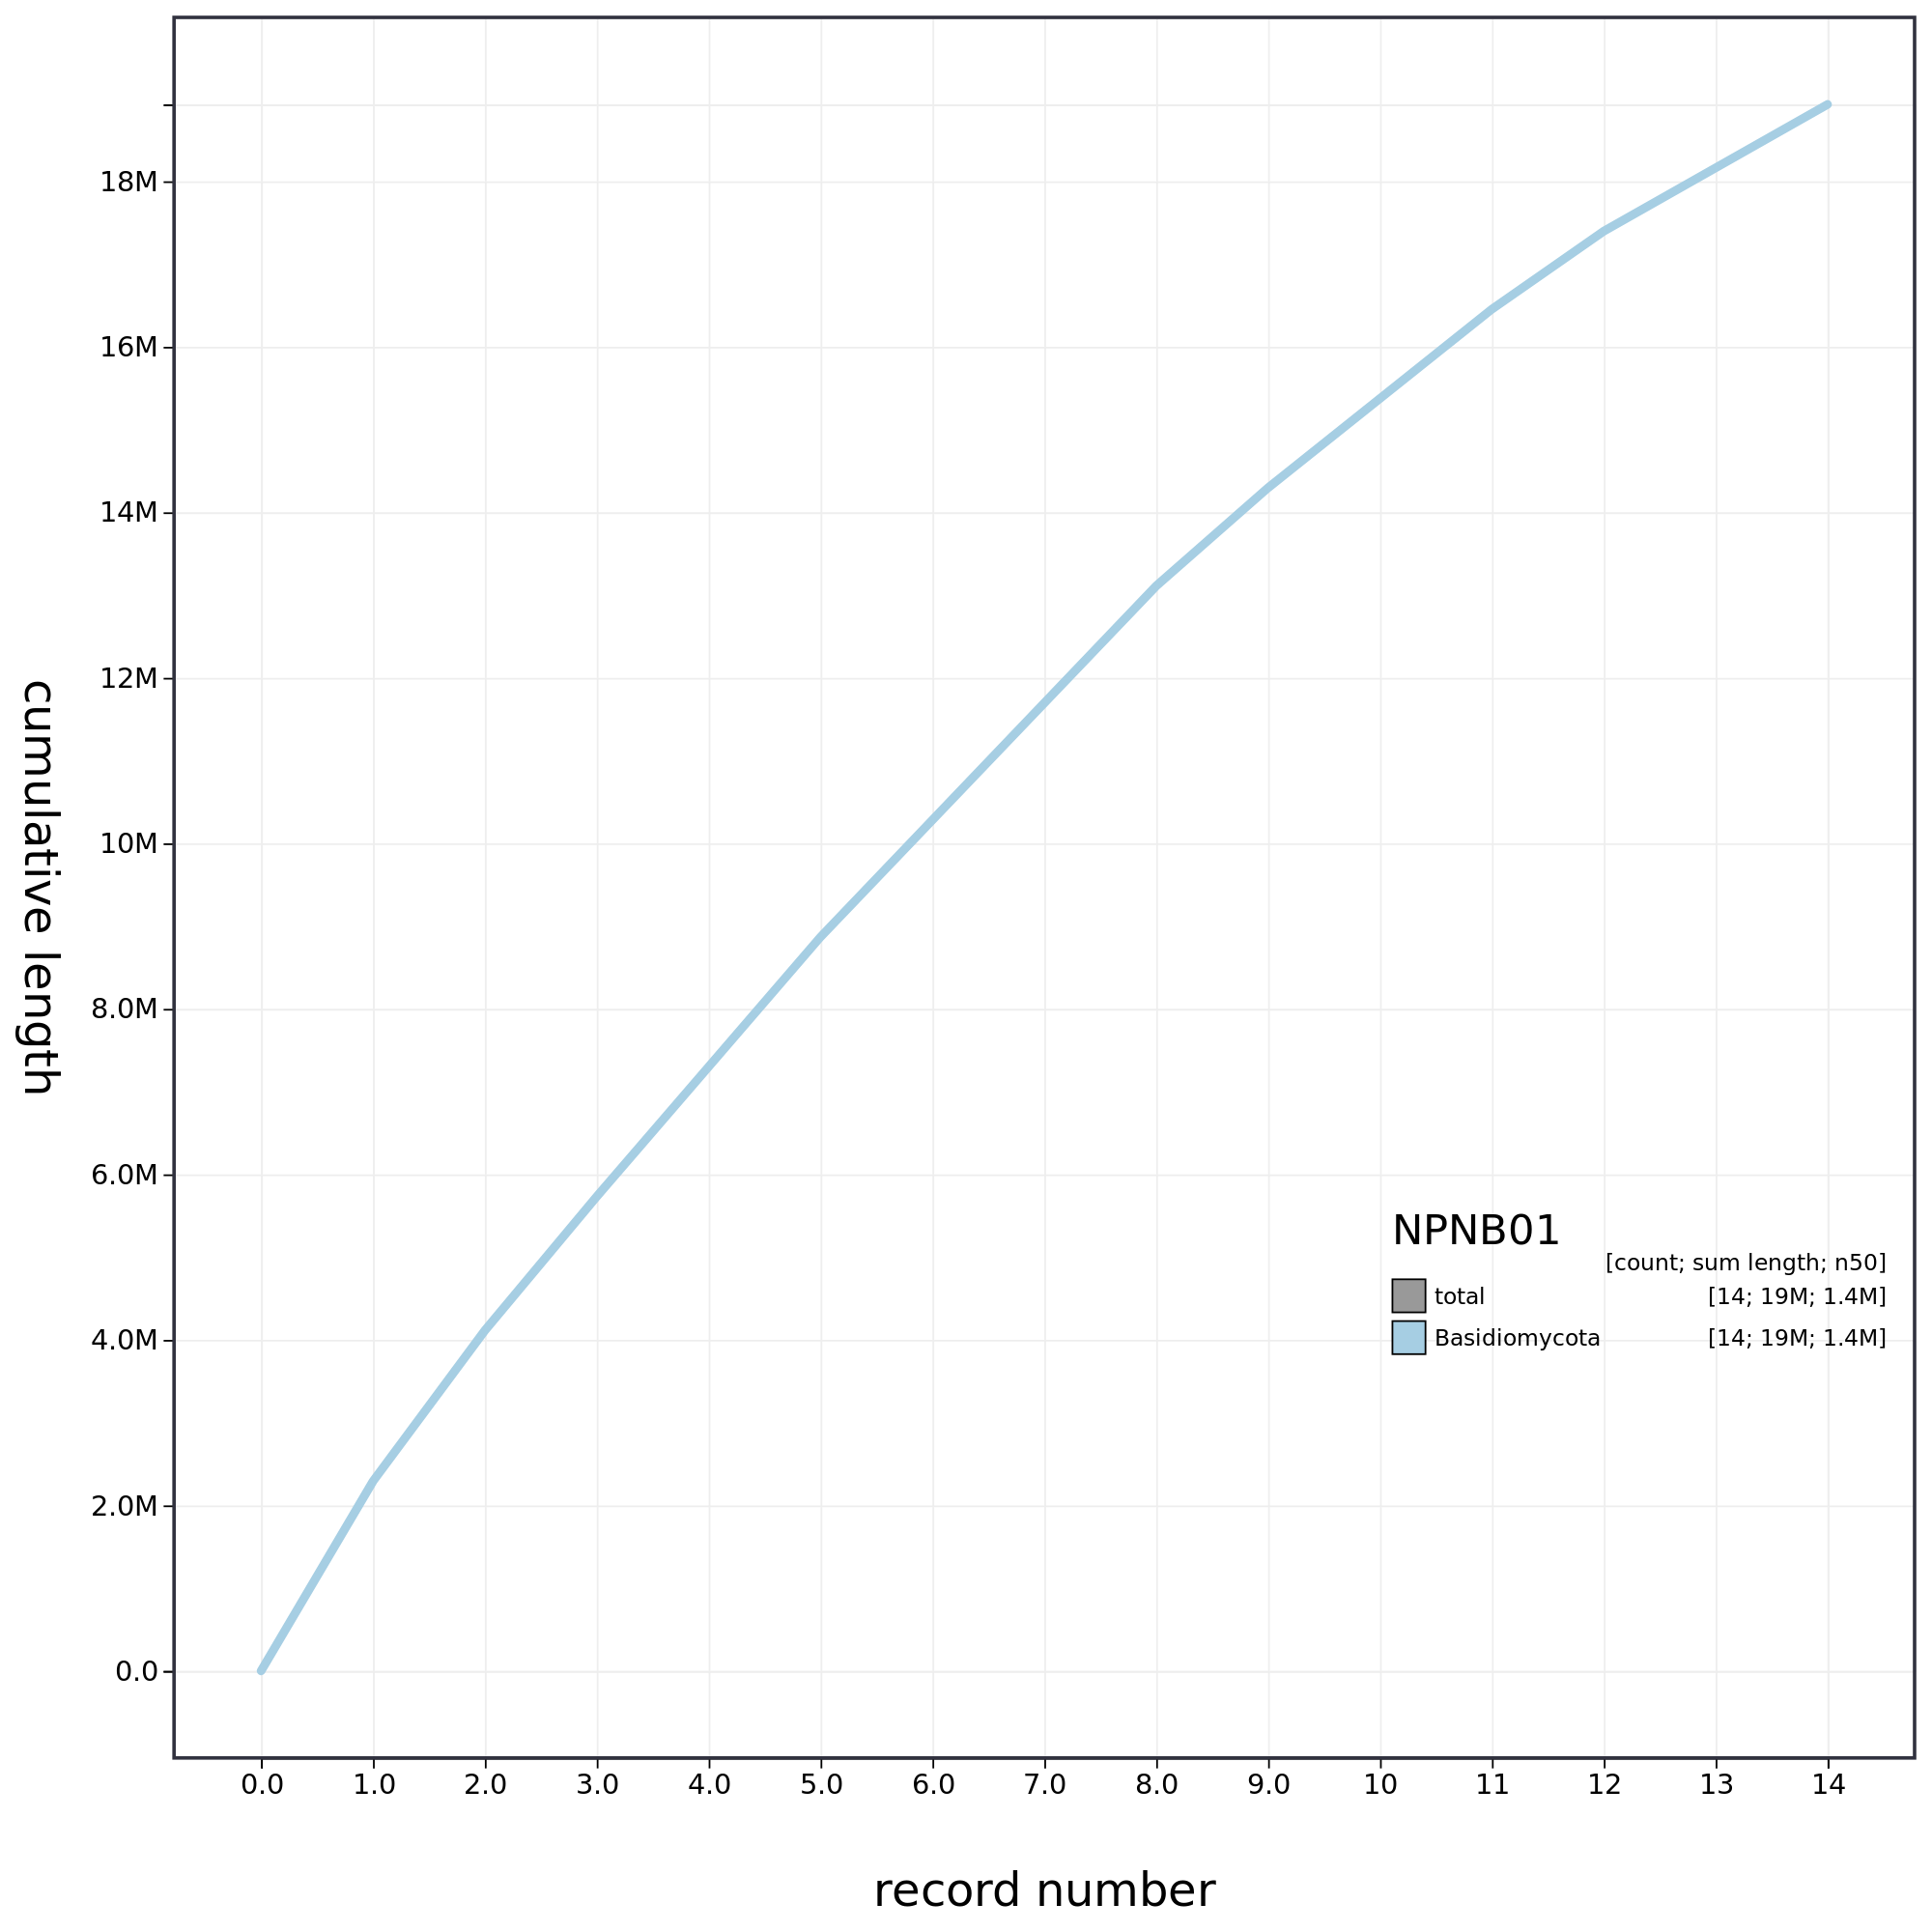 cumulative length
18M
16M
14M
12M
10M
8.0M
6.0M
4.0M
2.0M
0.0
NPNB01
[count; sum length; n50]
total [14; 19M; 1.4M]
Basidiomycota [14; 19M; 1.4M]
0.0 1.0 2.0 3.0 4.0 5.0 6.0 7.0 8.0 9.0 10 11 12 13 14
record number